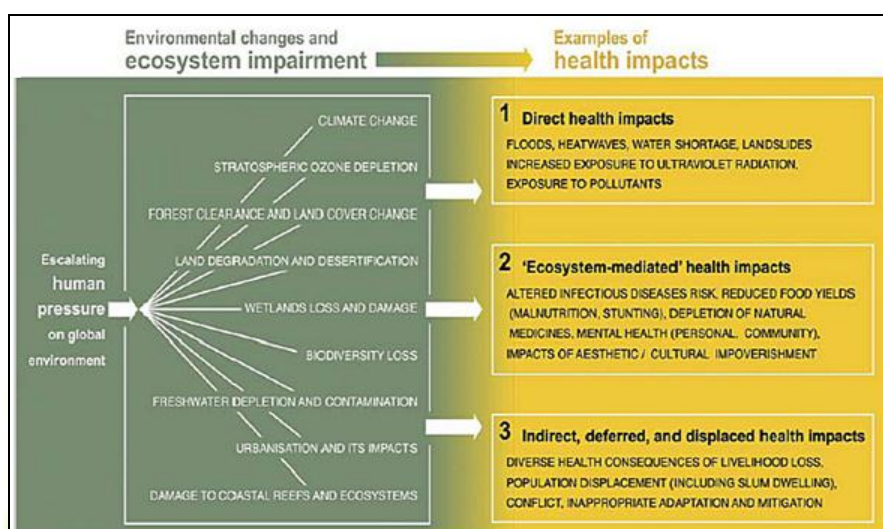 Environmental changes and
ecosystem impairment
Examples of
health impacts
Escalating
human
pressure
on global
environment
CLIMATE CHANGE
STRATOSPHERIC OZONE DEPLETION
FOREST CLEARANCE AND LAND COVER CHANGE
LAND DEGRADATION AND DESERTIFICATION
WETLANDS LOSS AND DAMAGE
BIODIVERSITY LOSS
FRESHWATER DEPLETION AND CONTAMINATION
URBANISATION AND ITS IMPACTS
DAMAGE TO COASTAL REEFS AND ECOSYSTEMS
1 Direct health impacts
FLOODS, HEATWAVES, WATER SHORTAGE, LANDSLIDES
INCREASED EXPOSURE TO ULTRAVIOLET RADIATION,
EXPOSURE TO POLLUTANTS
2 'Ecosystem-mediated' health impacts
ALTERED INFECTIOUS DISEASES RISK, REDUCED FOOD YIELDS
(MALNUTRITION, STUNTING), DEPLETION OF NATURAL
MEDICINES, MENTAL HEALTH (PERSONAL, COMMUNITY),
IMPACTS OF AESTHETIC / CULTURAL IMPOVERISHMENT
3 Indirect, deferred, and displaced health impacts
DIVERSE HEALTH CONSEQUENCES OF LIVELIHOOD LOSS,
POPULATION DISPLACEMENT (INCLUDING SLUM DWELLING),
CONFLICT, INAPPROPRIATE ADAPTATION AND MITIGATION